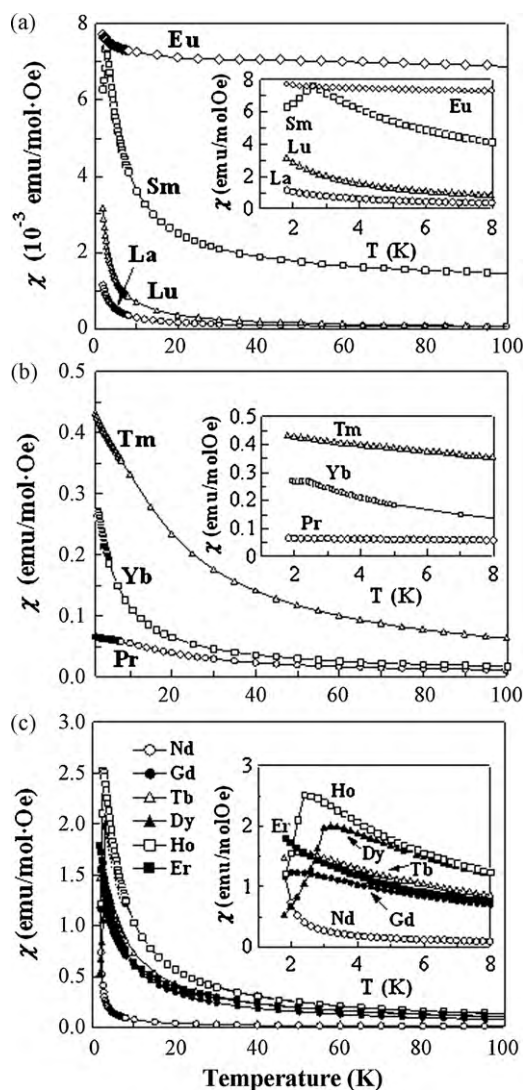 (a)
χ (10⁻³ emu/mol·Oe)
8
6
4
2
0
Eu
Sm
La
Lu
0 20 40 60 80 100
χ (emu/molOe)
8
6
4
2
0
Eu
Sm
Lu
La
2 4 6 8
T (K)
(b)
χ (emu/mol·Oe)
0.5
0.4
0.3
0.2
0.1
0.0
Tm
Yb
Pr
20 40 60 80 100
χ (emu/molOe)
0.5
0.4
0.3
0.2
0.1
0
Tm
Yb
Pr
2 4 6 8
T (K)
(c)
χ (emu/mol·Oe)
3.0
2.5
2.0
1.5
1.0
0.5
0.0
Nd
Gd
Tb
Dy
Ho
Er
0 20 40 60 80 100
χ (emu/molOe)
3
2
1
0
Ho
Er
Dy
Tb
Nd
Gd
2 4 6 8
T (K)
Temperature (K)